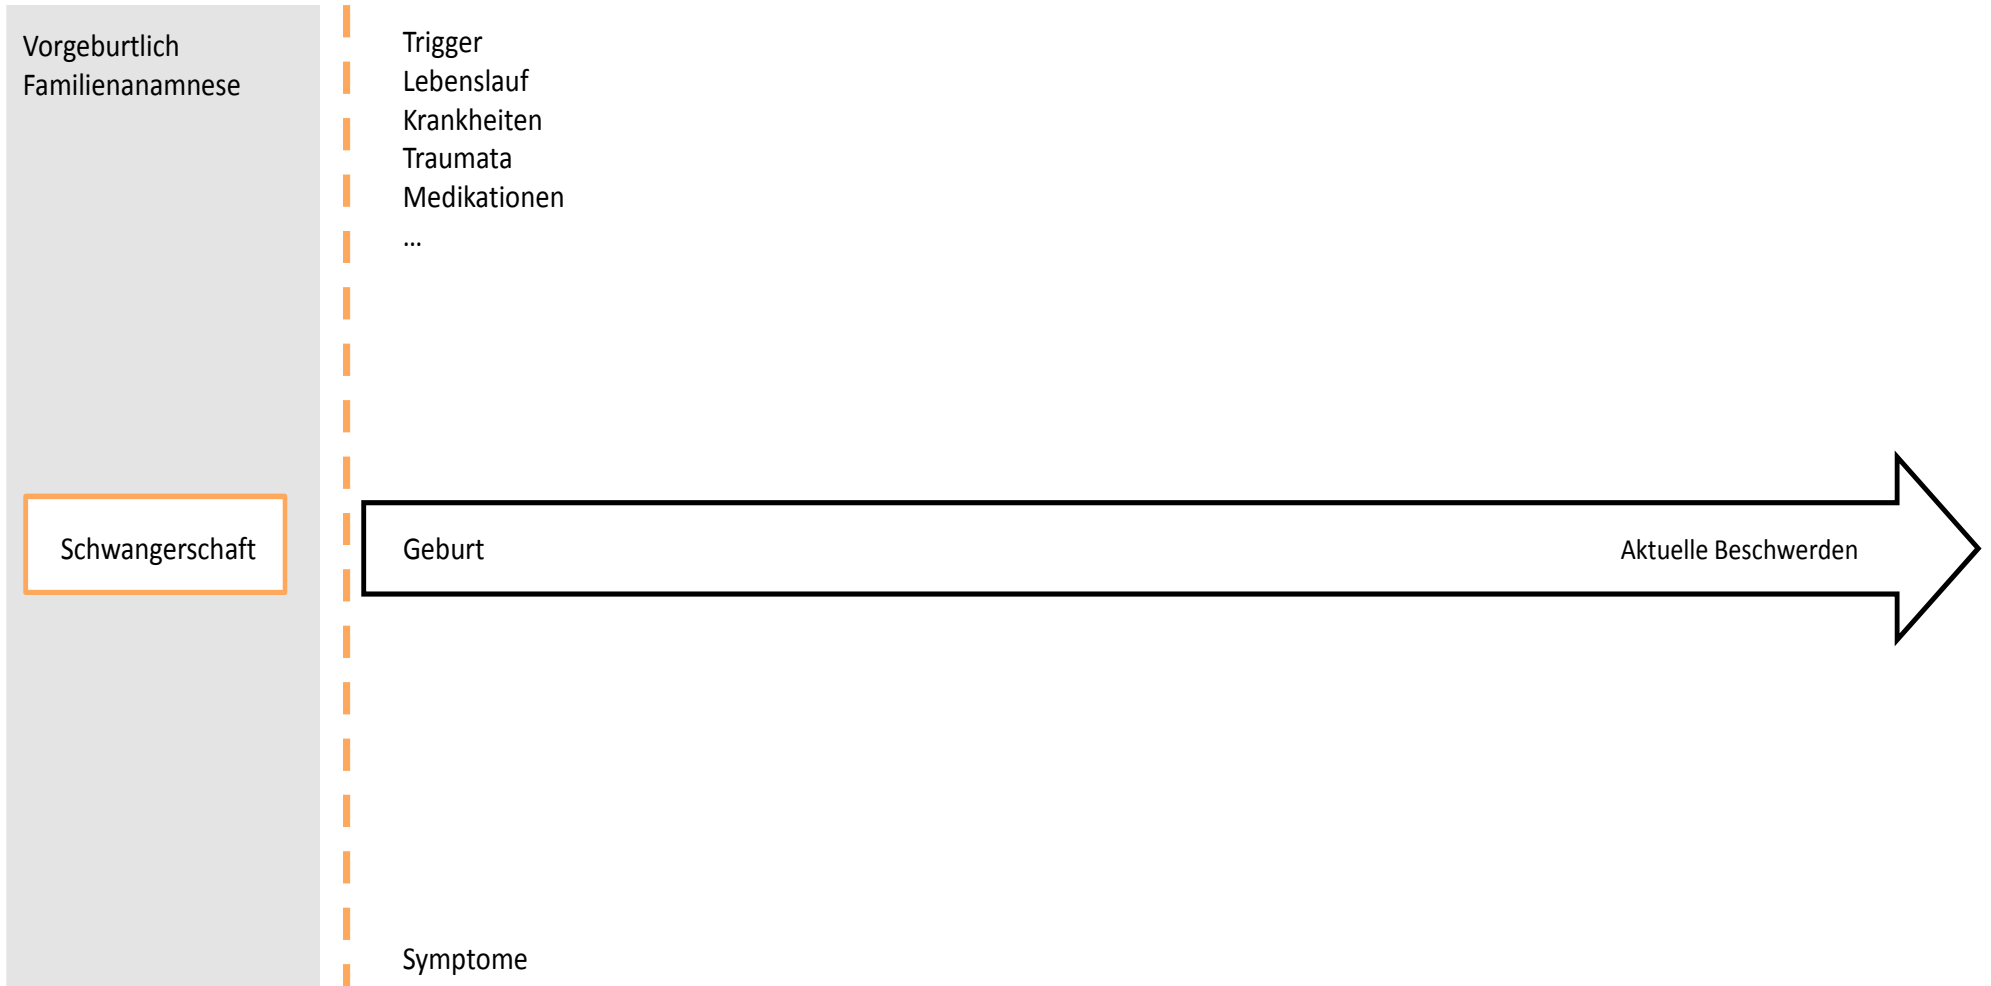 Vorgeburtlich
Familienanamnese
Trigger
Lebenslauf
Krankheiten
Traumata
Medikationen
...
Schwangerschaft
Geburt
Aktuelle Beschwerden
Symptome